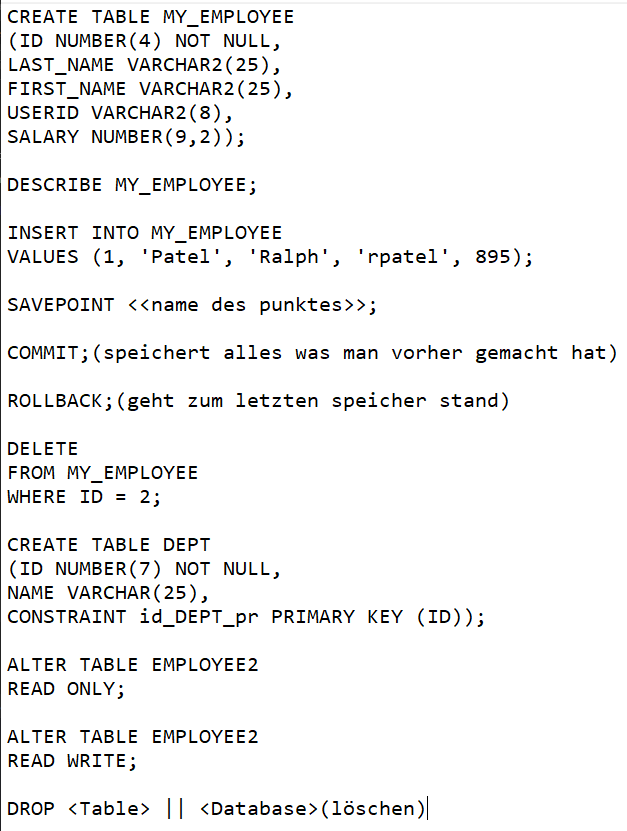 CREATE TABLE MY_EMPLOYEE
(ID NUMBER(4) NOT NULL,
LAST_NAME VARCHAR2(25),
FIRST_NAME VARCHAR2(25),
USERID VARCHAR2(8),
SALARY NUMBER(9,2));

DESCRIBE MY_EMPLOYEE;

INSERT INTO MY_EMPLOYEE
VALUES (1, 'Patel', 'Ralph', 'rpatel', 895);

SAVEPOINT <<name des punktes>>;

COMMIT;(speichert alles was man vorher gemacht hat)

ROLLBACK;(geht zum letzten speicher stand)

DELETE
FROM MY_EMPLOYEE
WHERE ID = 2;

CREATE TABLE DEPT
(ID NUMBER(7) NOT NULL,
NAME VARCHAR(25),
CONSTRAINT id_DEPT_pr PRIMARY KEY (ID));

ALTER TABLE EMPLOYEE2
READ ONLY;

ALTER TABLE EMPLOYEE2
READ WRITE;

DROP <Table> || <Database>(löschen)